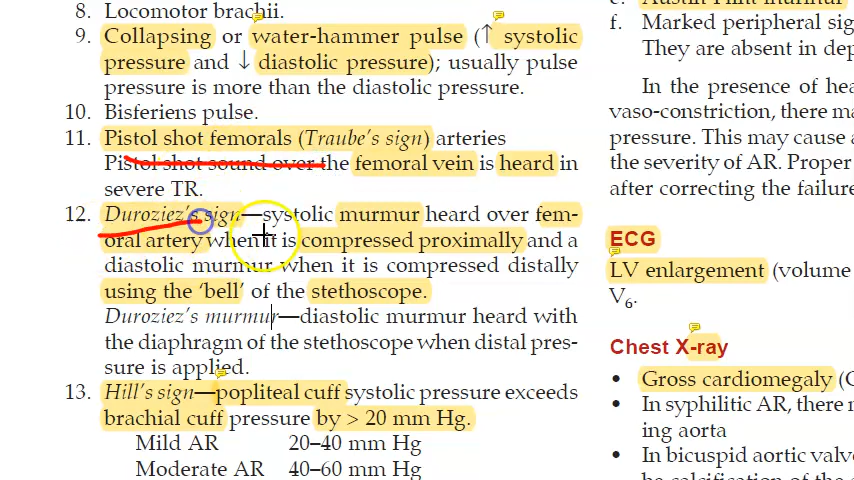 8. Locomotor brachii.
9. Collapsing or water-hammer pulse (↑ systolic
pressure and ↓ diastolic pressure); usually pulse
pressure is more than the diastolic pressure.
10. Bisferiens pulse.
11. Pistol shot femorals (Traube's sign) arteries
Pistol shot sound over the femoral vein is heard in
severe TR.
12. Duroziez's sign—systolic murmur heard over fem-
oral artery when it is compressed proximally and a
diastolic murmur when it is compressed distally
using the 'bell' of the stethoscope.
Duroziez's murmur—diastolic murmur heard with
the diaphragm of the stethoscope when distal pres-
sure is applied.
13. Hill's sign—popliteal cuff systolic pressure exceeds
brachial cuff pressure by > 20 mm Hg.
Mild AR 20–40 mm Hg
Moderate AR 40–60 mm Hg
f. Marked peripheral
They are absent in
In the presence of
vaso-constriction, there
pressure. This may cause
the severity of AR. Proper
after correcting the
ECG
LV enlargement (volume
V6.
Chest X-ray
• Gross cardiomegaly
• In syphilitic AR, there
ing aorta
• In bicuspid aortic